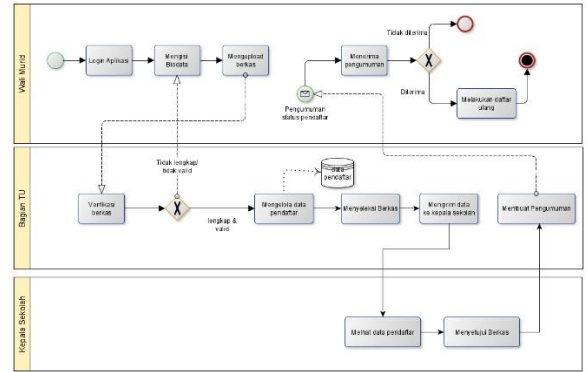 Wali Murid
Login Aplikasi
Mengisi
Biodata
Mengupload
berkas
Pengumuman
status pendaftar
Menerima
pengumuman
Tidak diterima
Diterima
Melakukan daftar
ulang
Bagian TU
Verifikasi
berkas
Tidak lengkap/
tidak valid
lengkap &
valid
Mengelola data
pendaftar
data
pendaftar
Menyeleksi Berkas
Mengirim data
ke kepala sekolah
Membuat Pengumuman
Kepala Sekolah
Melihat data pendaftar
Menyetujui Berkas